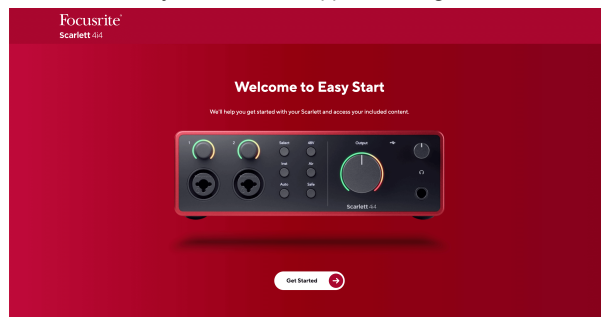 Focusrite®
Scarlett 4i4
Welcome to Easy Start
We'll help you get started with your Scarlett and access your included content.
1 2 Select 48V Output
Inst Air
Auto Safe
Scarlett 4i4
Get Started